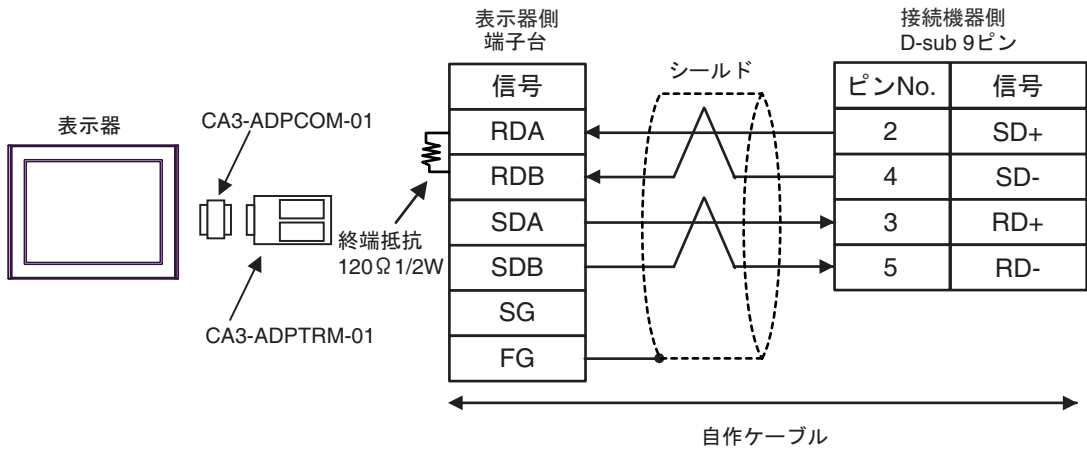 表示器
CA3-ADPCOM-01
CA3-ADPTRM-01
終端抵抗
120Ω 1/2W
表示器側
端子台
信号
RDA
RDB
SDA
SDB
SG
FG
シールド
接続機器側
D-sub 9ピン
ピンNo. 信号
2 SD+
4 SD-
3 RD+
5 RD-
自作ケーブル